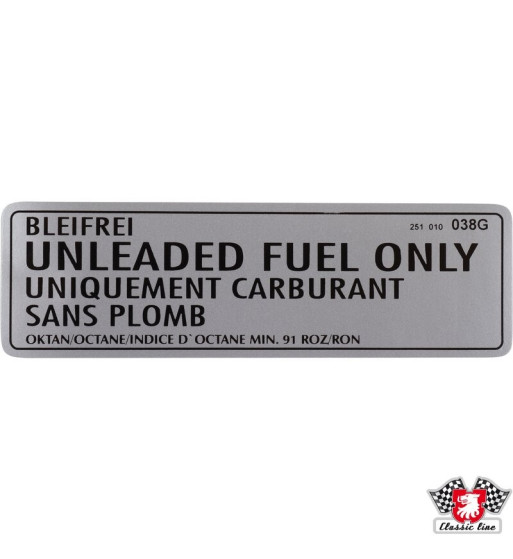 BLEIFREI
251 010 038G
UNLEADED FUEL ONLY
UNIQUEMENT CARBURANT
SANS PLOMB
OKTAN/OCTANE/INDICE D`OCTANE MIN. 91 ROZ/RON
Classic line